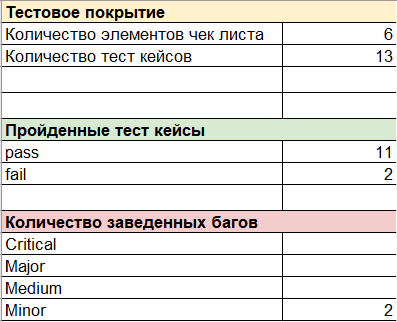 Тестовое покрытие
Количество элементов чек листа 6
Количество тест кейсов 13
Пройденные тест кейсы
pass 11
fail 2
Количество заведенных багов
Critical
Major
Medium
Minor 2